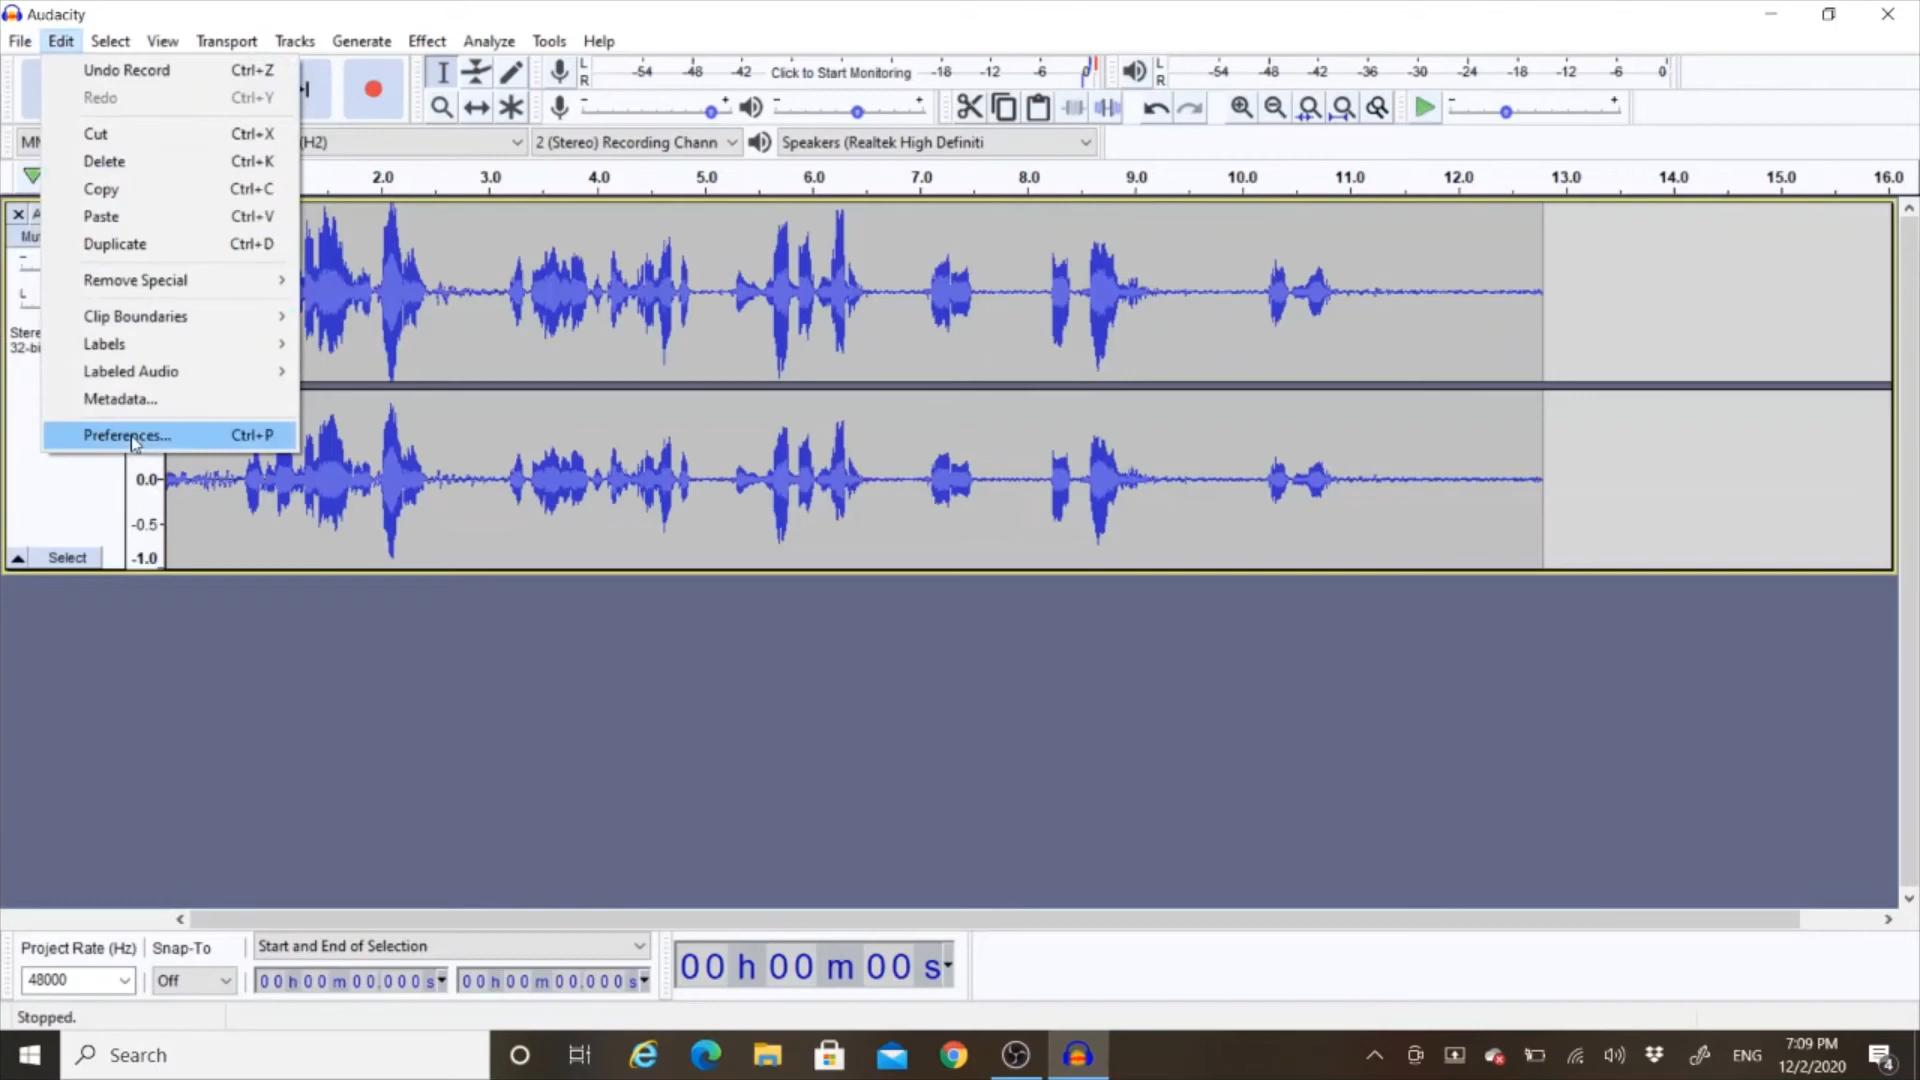 Audacity
File Edit Select View Transport Tracks Generate Effect Analyze Tools Help
Undo Record Ctrl+Z
Redo Ctrl+Y
Cut Ctrl+X
Delete Ctrl+K
Copy Ctrl+C
Paste Ctrl+V
Duplicate Ctrl+D
Remove Special
Clip Boundaries
Labels
Labeled Audio
Metadata...
Preferences... Ctrl+P
L R -54 -48 -42 Click to Start Monitoring -18 -12 -6 0
L R -54 -48 -42 -36 -30 -24 -18 -12 -6 0
(H2) 2 (Stereo) Recording Chann Speakers (Realtek High Definiti
2.0 3.0 4.0 5.0 6.0 7.0 8.0 9.0 10.0 11.0 12.0 13.0 14.0 15.0 16.0
L
0.0
-0.5
-1.0
Select
Project Rate (Hz) Snap-To Start and End of Selection
48000 Off 00 h 00 m 00.000 s 00 h 00 m 00.000 s 00 h 00 m 00 s
Stopped.
Search
ENG 7:09 PM
12/2/2020
4